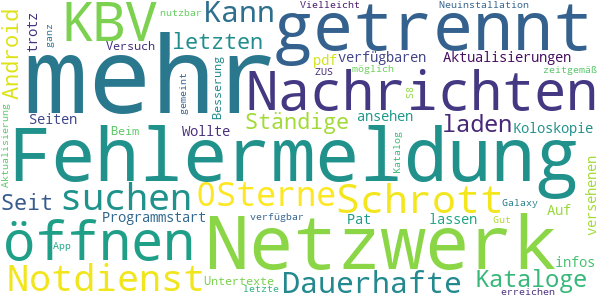 nutzbar
KBV
Kann
getrennt
Vielleicht
Neuinstallation
ganz
Versuch
letzten
trotz
Android
mehr
gemeint
Besserung
pdf
verfügbaren
Aktualisierungen
zus
möglich
S8
zeitgemäß
Nachrichten
Seiten
Beim
Wollte
Ständige
ansehen
laden
Koloskopie
Katalog
Aktualisierung
Fehlermeldung
Seit
suchen
0Sterne
Schrott
Galaxy
Auf
versehenen
Programmstart
verfügbar
Pat
lassen
Gut
öffnen
App
Netzwerk
infos
Notdienst
Untertexte
letzte
Dauerhafte
Kataloge
erreichen